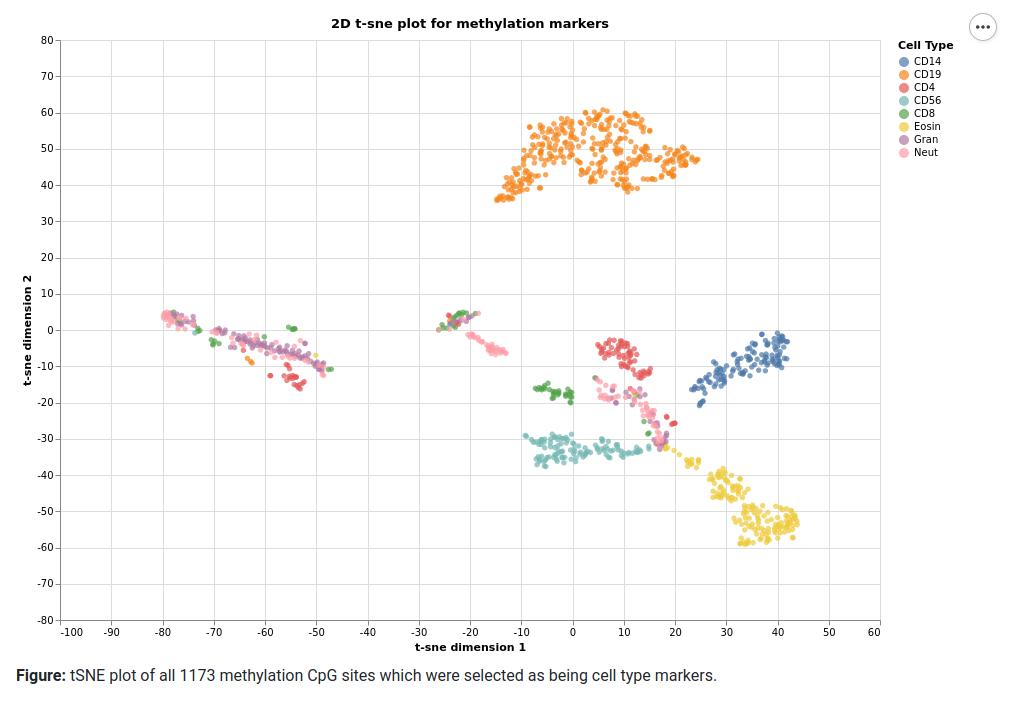 2D t-sne plot for methylation markers
Cell Type
CD14
CD19
CD4
CD56
CD8
Eosin
Gran
Neut
80
70
60
50
40
30
20
10
0
-10
-20
-30
-40
-50
-60
-70
-80
t-sne dimension 2
-100 -90 -80 -70 -60 -50 -40 -30 -20 -10 0 10 20 30 40 50 60
t-sne dimension 1
Figure: tSNE plot of all 1173 methylation CpG sites which were selected as being cell type markers.